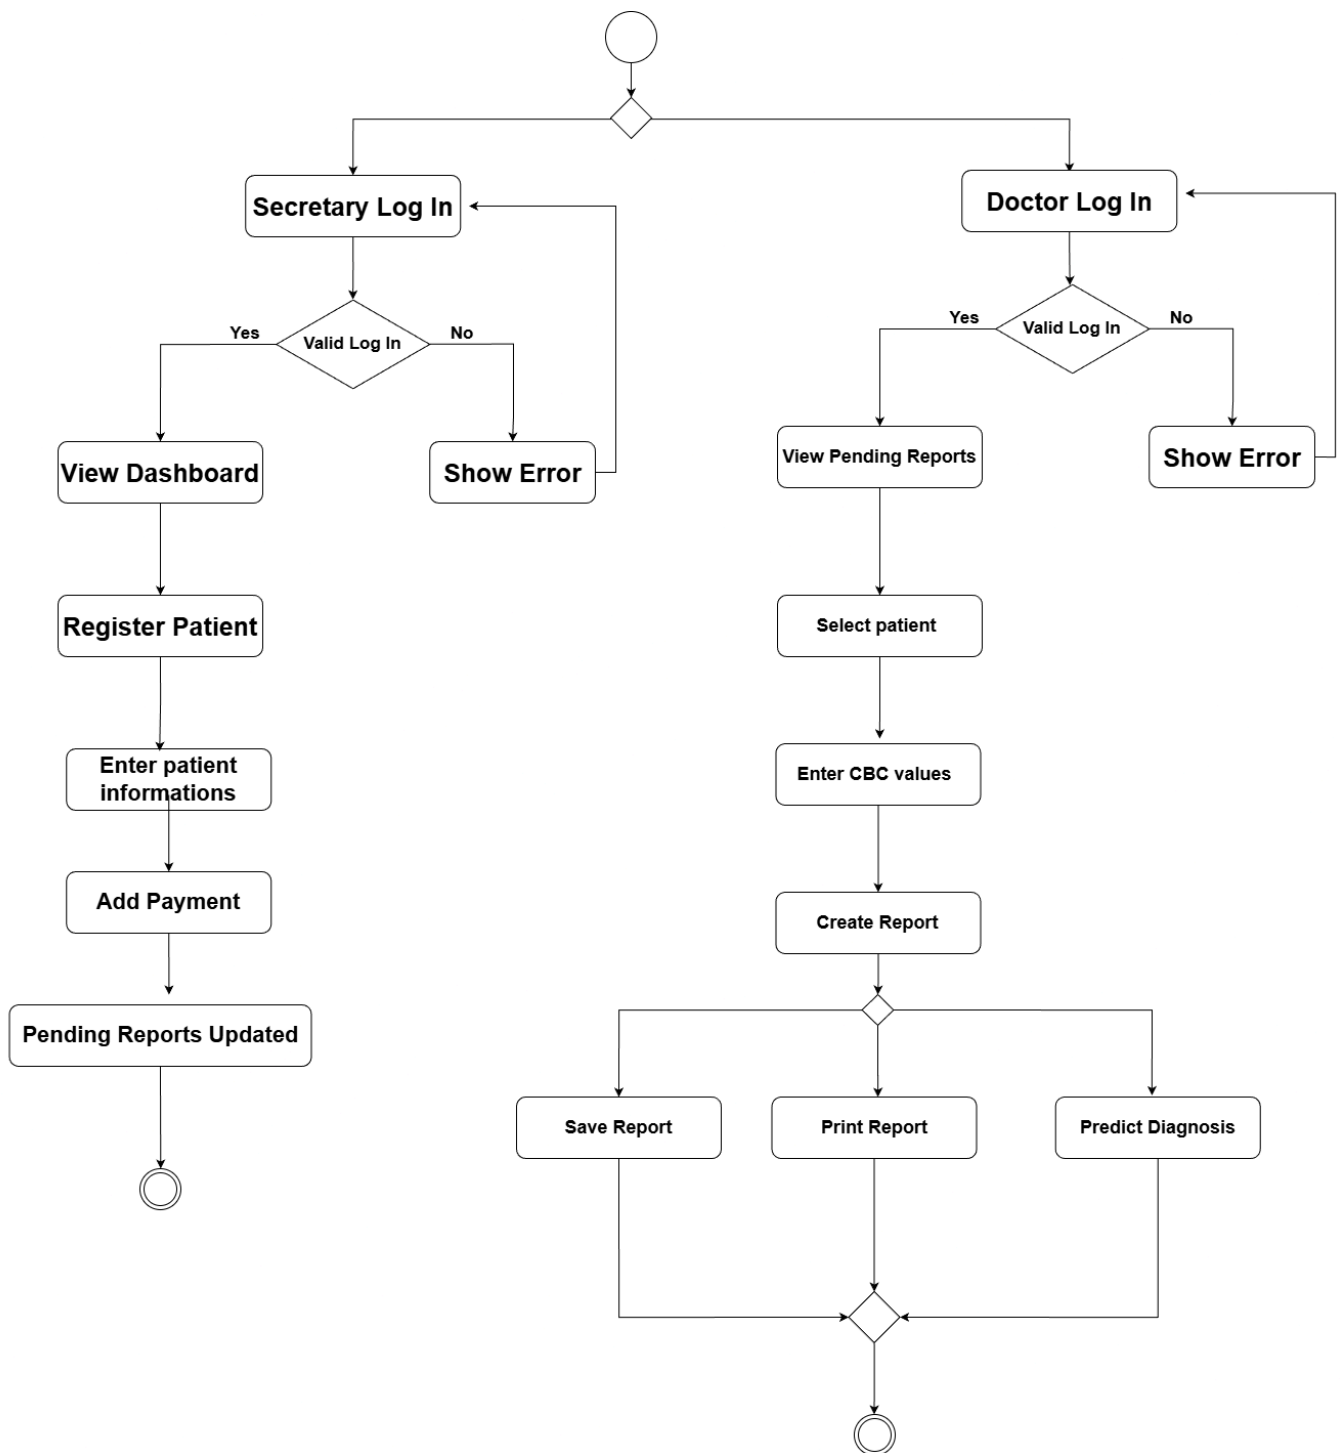 Secretary Log In
Doctor Log In
Yes
Valid Log In
No
Yes
Valid Log In
No
View Dashboard
Show Error
View Pending Reports
Show Error
Register Patient
Select patient
Enter patient
informations
Enter CBC values
Add Payment
Create Report
Pending Reports Updated
Save Report
Print Report
Predict Diagnosis